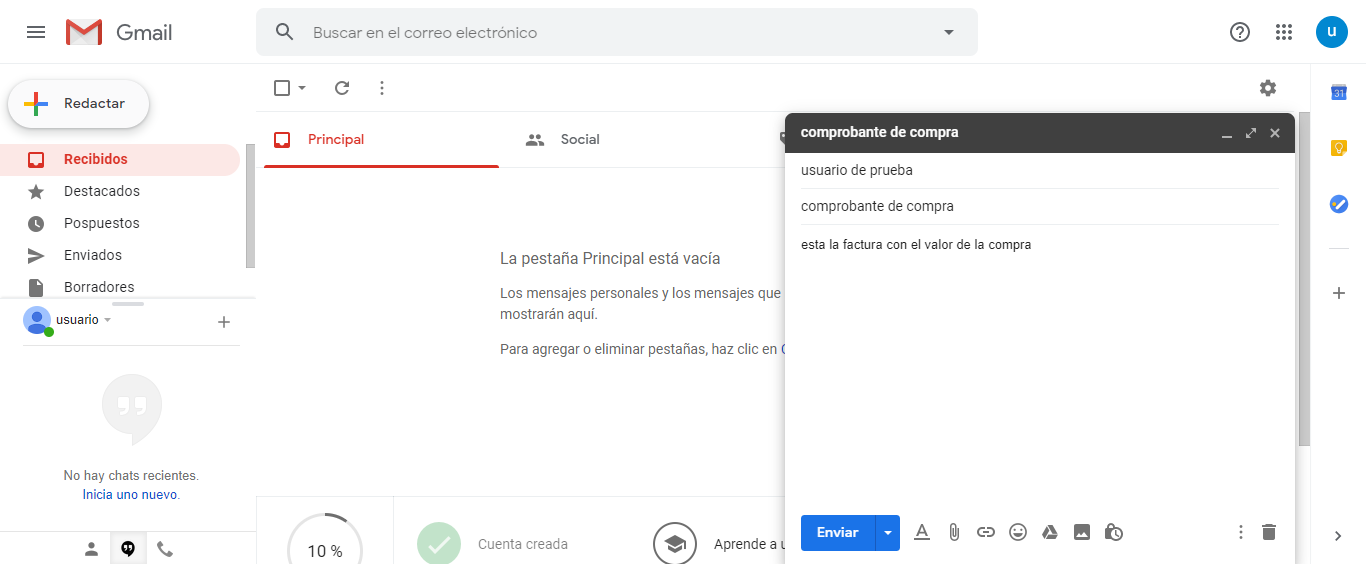 Gmail
Buscar en el correo electrónico
u
Redactar
Recibidos
Destacados
Pospuestos
Enviados
Borradores
usuario
No hay chats recientes.
Inicia uno nuevo.
Principal
Social
La pestaña Principal está vacía
Los mensajes personales y los mensajes que
mostrarán aquí.
Para agregar o eliminar pestañas, haz clic en
10 %
Cuenta creada
Aprende a u
comprobante de compra
usuario de prueba
comprobante de compra
esta la factura con el valor de la compra
Enviar
31